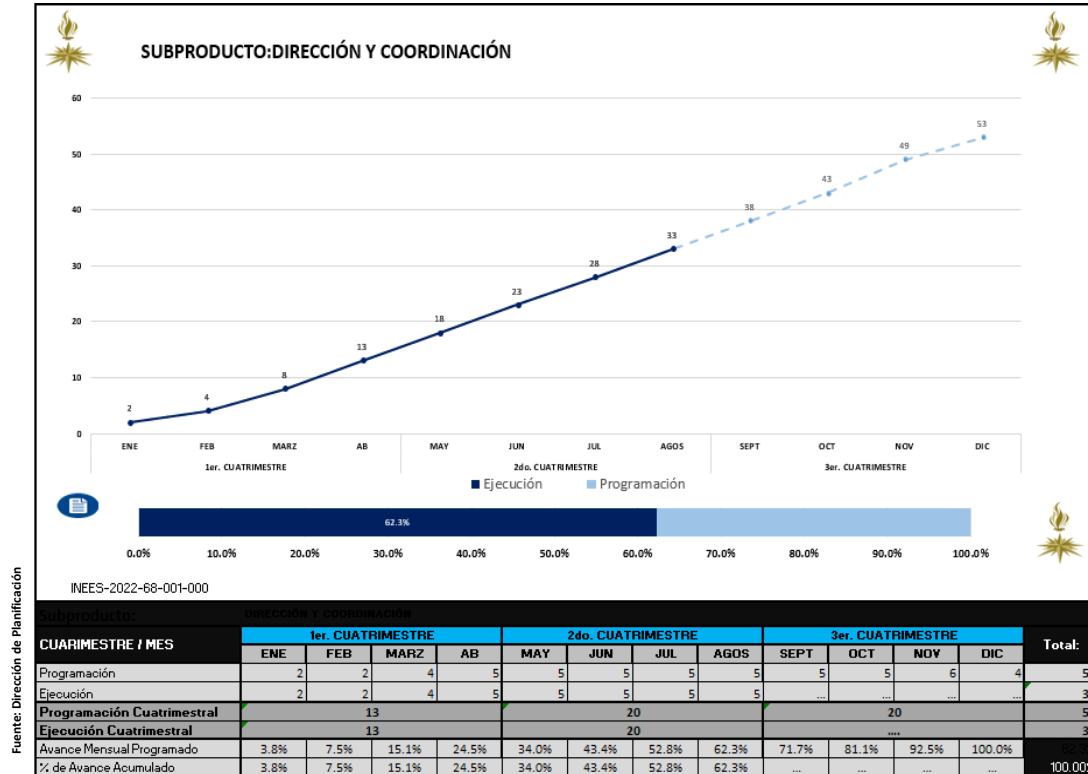 SUBPRODUCTO:DIRECCIÓN Y COORDINACIÓN
60
50
40
30
20
10
0
2
4
8
13
18
23
28
33
38
43
49
53
ENE FEB MARZ AB MAY JUN JUL AGOS SEPT OCT NOV DIC
1er. CUATRIMESTRE 2do. CUATRIMESTRE 3er. CUATRIMESTRE
Ejecución Programación
62.3%
0.0% 10.0% 20.0% 30.0% 40.0% 50.0% 60.0% 70.0% 80.0% 90.0% 100.0%
INEES-2022-68-001-000
Fuente: Dirección de Planificación
Subproducto: DIRECCIÓN Y COORDINACIÓN
CUARIMESTRE / MES 1er. CUATRIMESTRE 2do. CUATRIMESTRE 3er. CUATRIMESTRE Total:
ENE FEB MARZ AB MAY JUN JUL AGOS SEPT OCT NOV DIC
Programación 2 2 4 5 5 5 5 5 5 5 6 4 5
Ejecución 2 2 4 5 5 5 5 5 ... ... ... ... 3
Programación Cuatrimestral 13 20 20 5
Ejecución Cuatrimestral 13 20 .... 3
Avance Mensual Programado 3.8% 7.5% 15.1% 24.5% 34.0% 43.4% 52.8% 62.3% 71.7% 81.1% 92.5% 100.0%
% de Avance Acumulado 3.8% 7.5% 15.1% 24.5% 34.0% 43.4% 52.8% 62.3% ... ... ... ... 100.00